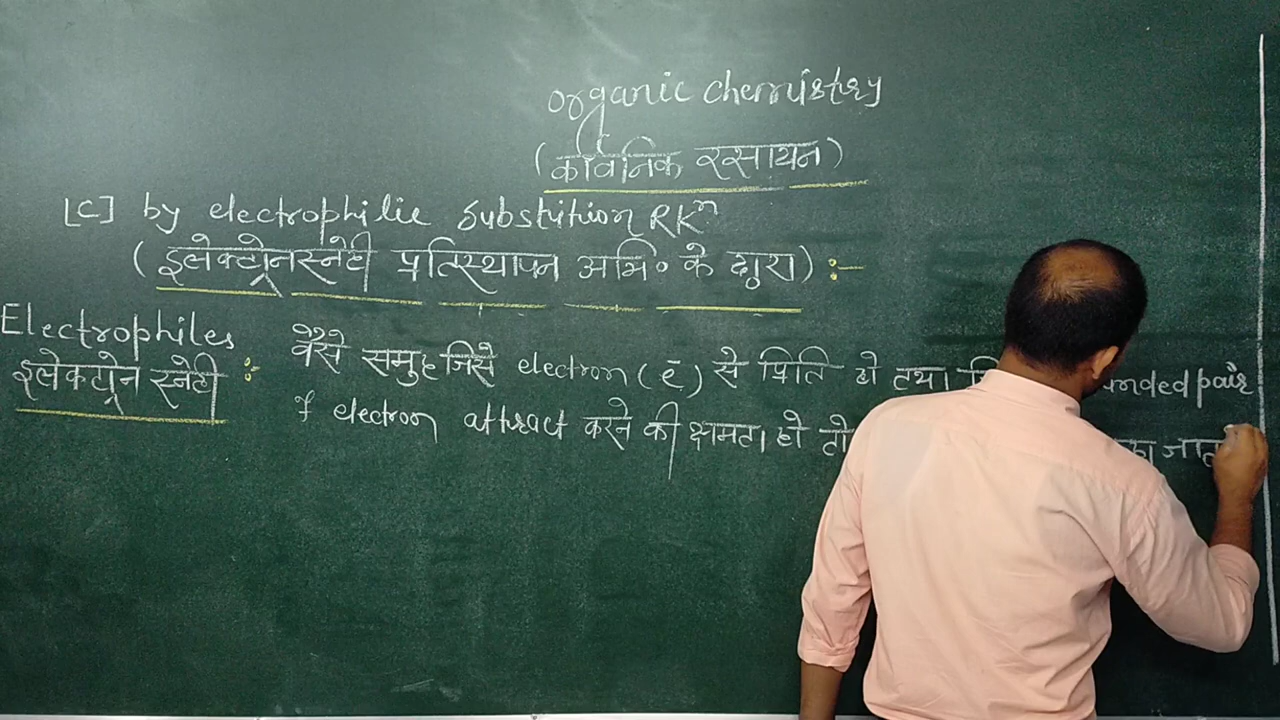 organic chemistry
(कार्बनिक रसायन)
[C] by electrophilic substition RKⁿ
(इलेक्ट्रोनस्नेही प्रतिस्थापन अभि० के द्वारा) :-
Electrophiles
इलेक्ट्रोन स्नेही :-
वैसे समुह जिसे electron (ē) से प्रिति हो तथा pair
of electron attract करने की क्षमता हो तो